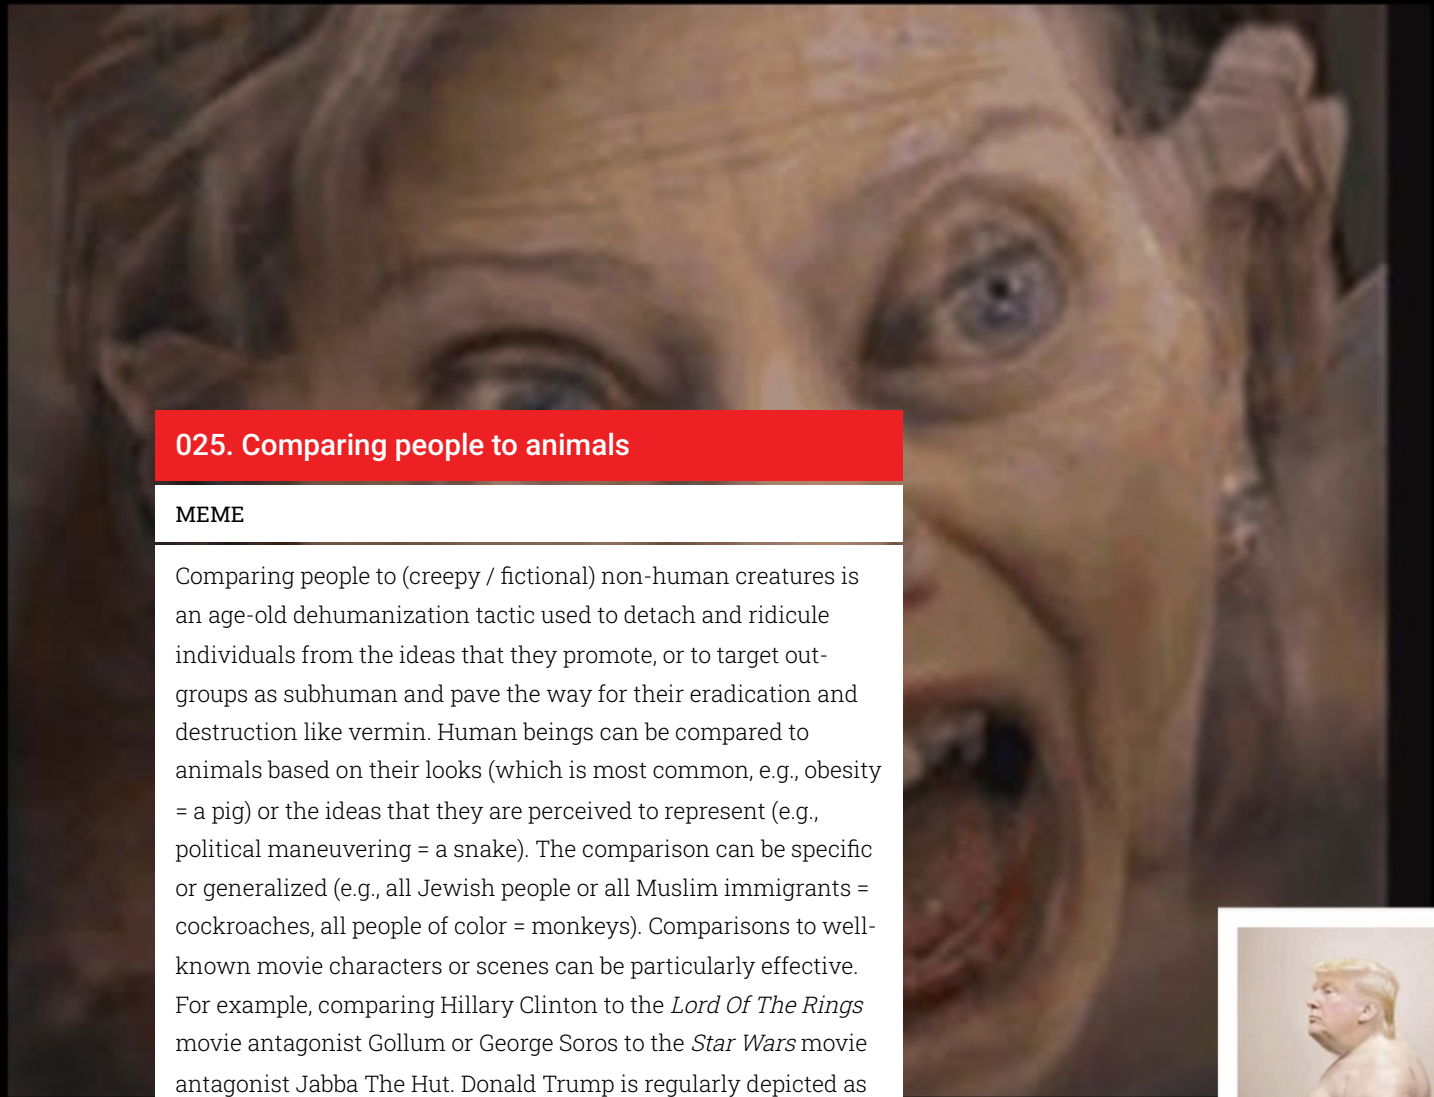 025. Comparing people to animals
MEME
Comparing people to (creepy / fictional) non-human creatures is
an age-old dehumanization tactic used to detach and ridicule
individuals from the ideas that they promote, or to target out-
groups as subhuman and pave the way for their eradication and
destruction like vermin. Human beings can be compared to
animals based on their looks (which is most common, e.g., obesity
= a pig) or the ideas that they are perceived to represent (e.g.,
political maneuvering = a snake). The comparison can be specific
or generalized (e.g., all Jewish people or all Muslim immigrants =
cockroaches, all people of color = monkeys). Comparisons to well-
known movie characters or scenes can be particularly effective.
For example, comparing Hillary Clinton to the Lord Of The Rings
movie antagonist Gollum or George Soros to the Star Wars movie
antagonist Jabba The Hut. Donald Trump is regularly depicted as